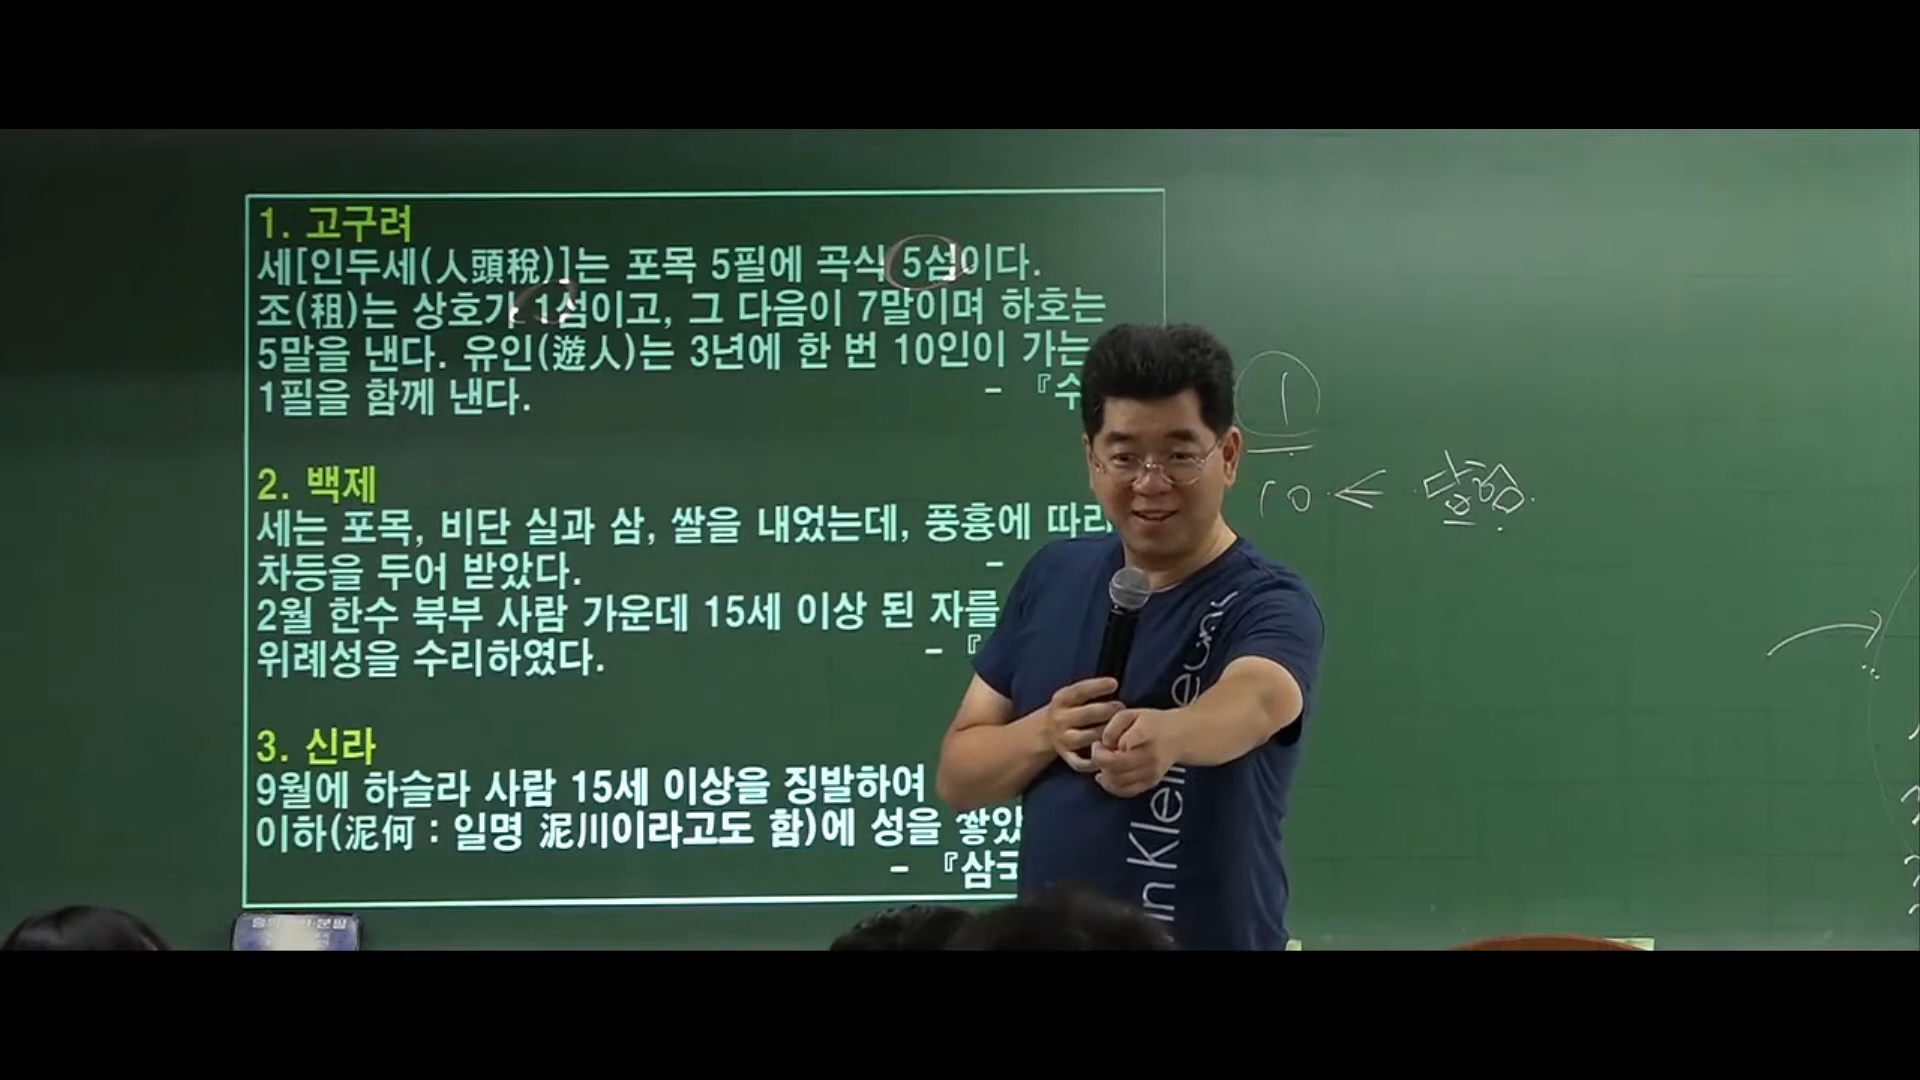 1. 고구려
세[인두세(人頭稅)]는 포목 5필에 곡식 5섬이다.
조(租)는 상호가 1섬이고, 그 다음이 7말이며 하호는
5말을 낸다. 유인(遊人)는 3년에 한 번 10인이 가는
1필을 함께 낸다.
- 『수
2. 백제
세는 포목, 비단 실과 삼, 쌀을 내었는데, 풍흉에 따라
차등을 두어 받았다.
-
2월 한수 북부 사람 가운데 15세 이상 된 자를
위례성을 수리하였다.
- 『
3. 신라
9월에 하슬라 사람 15세 이상을 징발하여
이하(泥何 : 일명 泥川이라고도 함)에 성을 쌓았
- 『삼국
1
10 <
in Klein